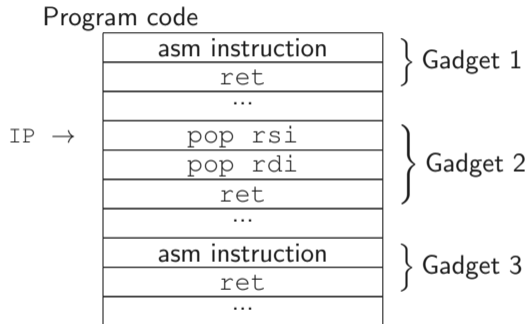 Program code
asm instruction
ret
Gadget 1
...
IP → pop rsi
pop rdi
Gadget 2
ret
...
asm instruction
ret
Gadget 3
...